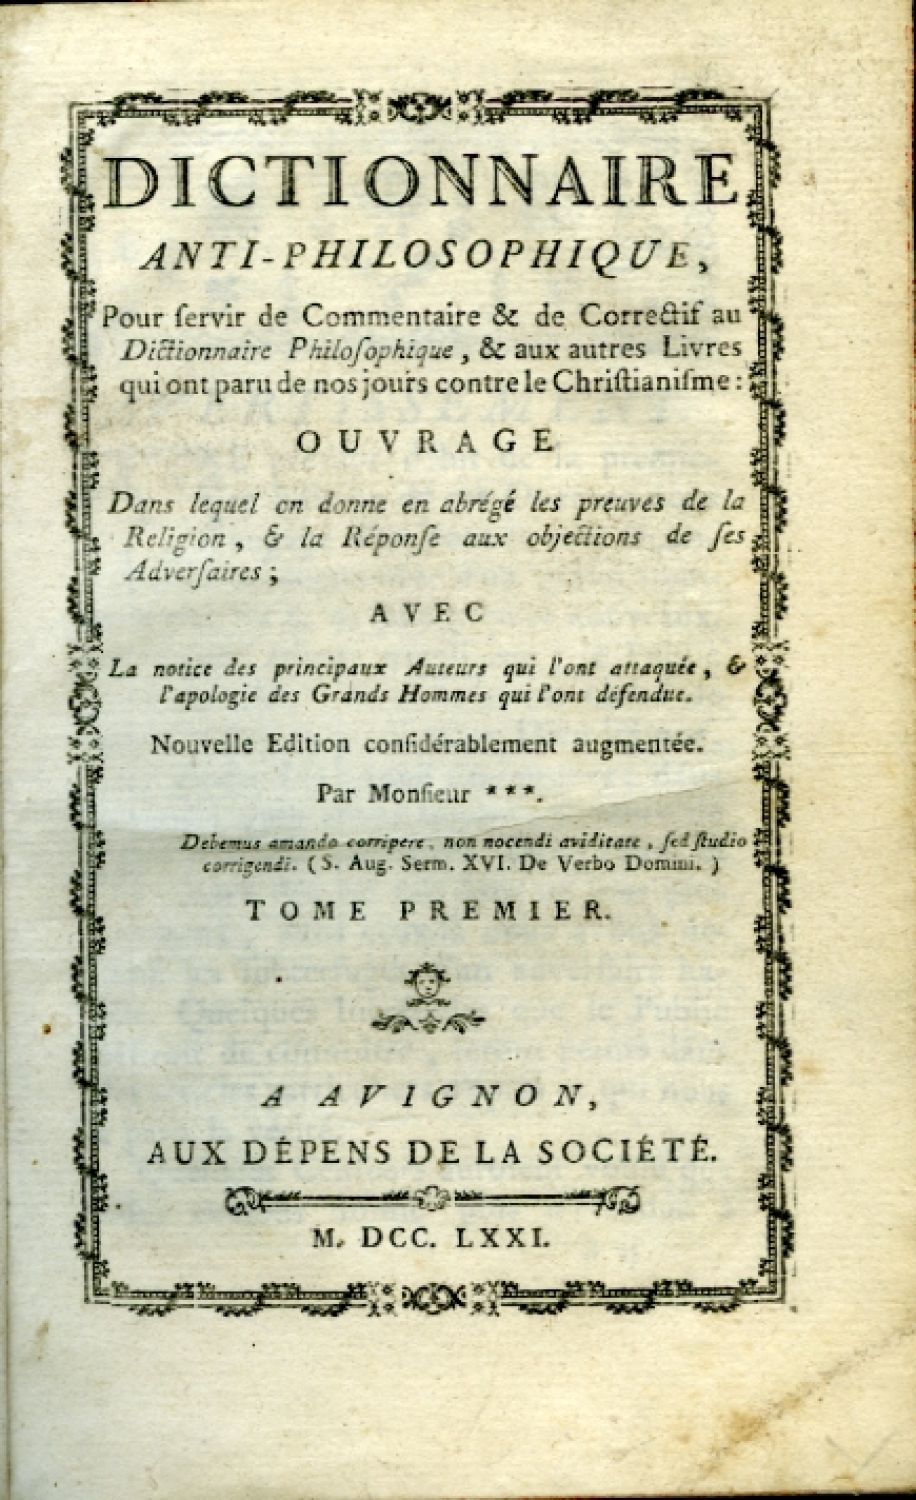 DICTIONNAIRE
ANTI-PHILOSOPHIQUE,
Pour ſervir de Commentaire & de Correctif au
Dictionnaire Philoſophique, & aux autres Livres
qui ont paru de nos jours contre le Chriſtianiſme:
OUVRAGE
Dans lequel on donne en abrégé les preuves de la
Religion, & la Réponſe aux objections de ſes
Adverſaires;
AVEC
La notice des principaux Auteurs qui l'ont attaquée, &
l'apologie des Grands Hommes qui l'ont défendue.
Nouvelle Edition conſidérablement augmentée.
Par Monſieur ***.
Debemus amando corripere, non nocendi aviditate, ſed ſtudio
corrigendi. (S. Aug. Serm. XVI. De Verbo Domini.)
TOME PREMIER.
A AVIGNON,
AUX DÉPENS DE LA SOCIÉTÉ.
M. DCC. LXXI.